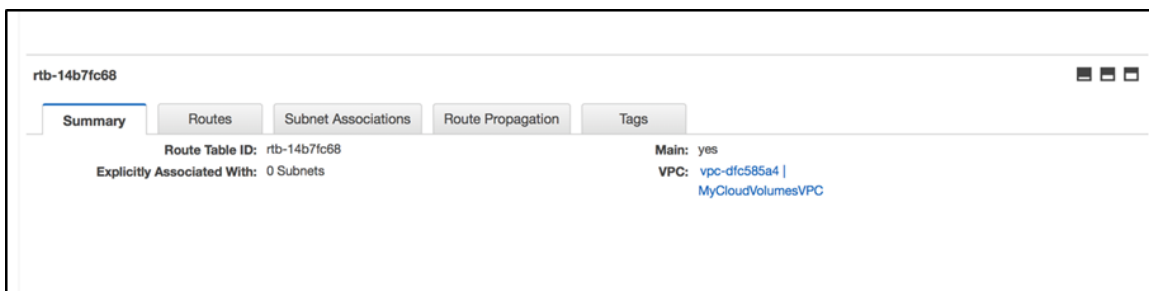 rtb-14b7fc68
Summary Routes Subnet Associations Route Propagation Tags
Route Table ID: rtb-14b7fc68 Main: yes
Explicitly Associated With: 0 Subnets VPC: vpc-dfc585a4 |
MyCloudVolumesVPC